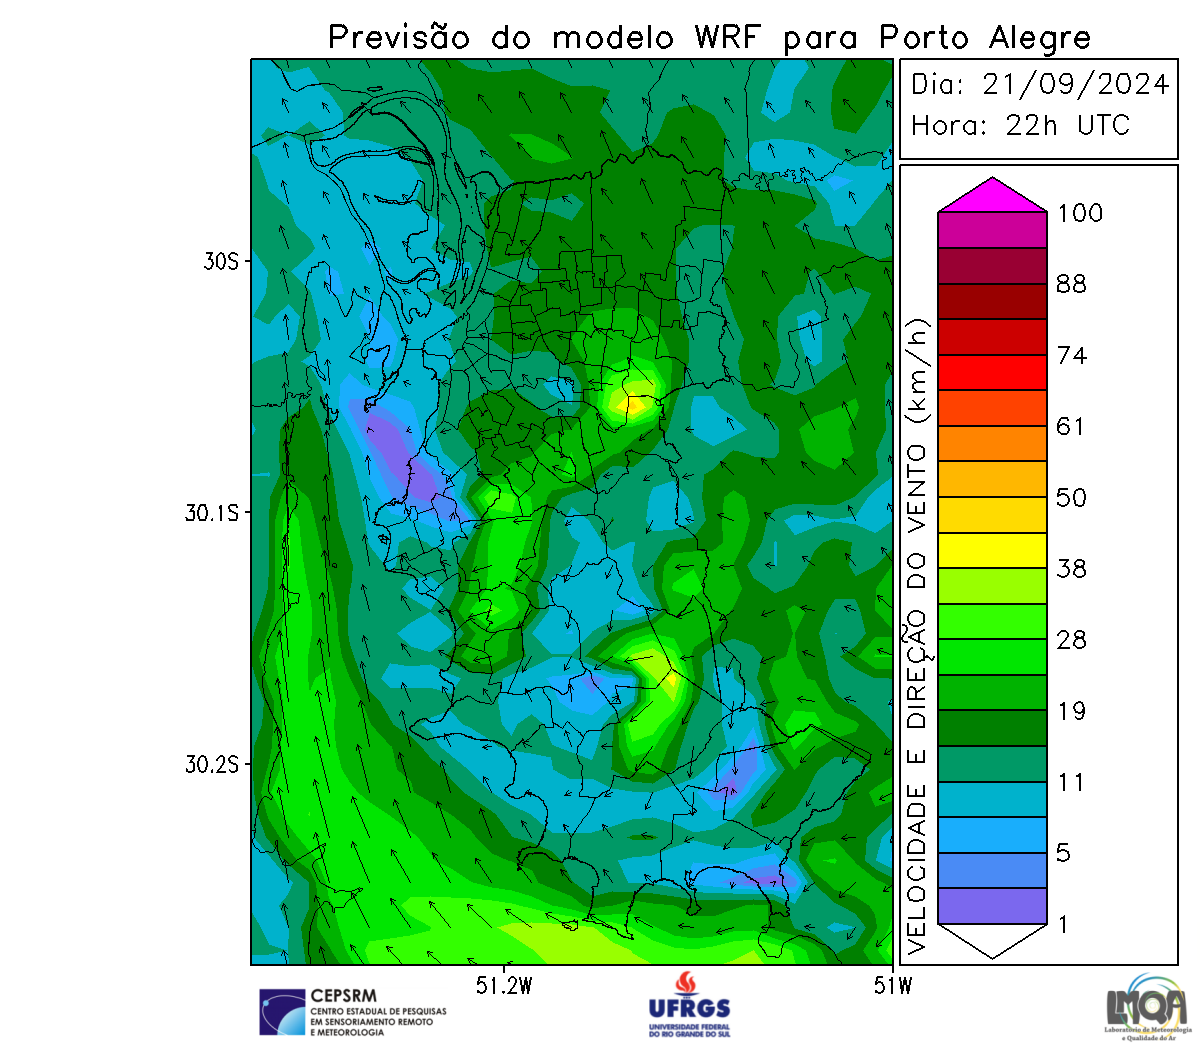 Previsão do modelo WRF para Porto Alegre
Dia: 21/09/2024
Hora: 22h UTC
30S
30.1S
30.2S
51.2W
51W
VELOCIDADE E DIREÇÃO DO VENTO (km/h)
100
88
74
61
50
38
28
19
11
5
1
CEPSRM
CENTRO ESTADUAL DE PESQUISAS
EM SENSORIAMENTO REMOTO
E METEOROLOGIA
UFRGS
UNIVERSIDADE FEDERAL
DO RIO GRANDE DO SUL
LMQA
Laboratório de Meteorologia
e Qualidade do Ar